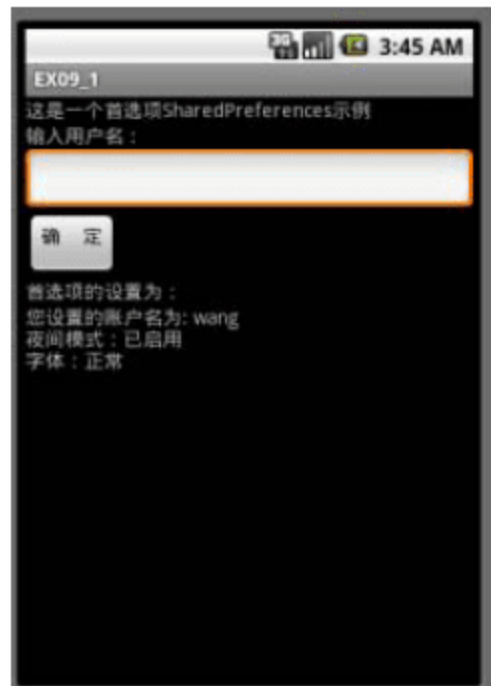 3G 3:45 AM
EX09_1
这是一个首选项SharedPreferences示例
输入用户名：
确 定
首选项的设置为：
您设置的账户名为: wang
夜间模式：已启用
字体：正常